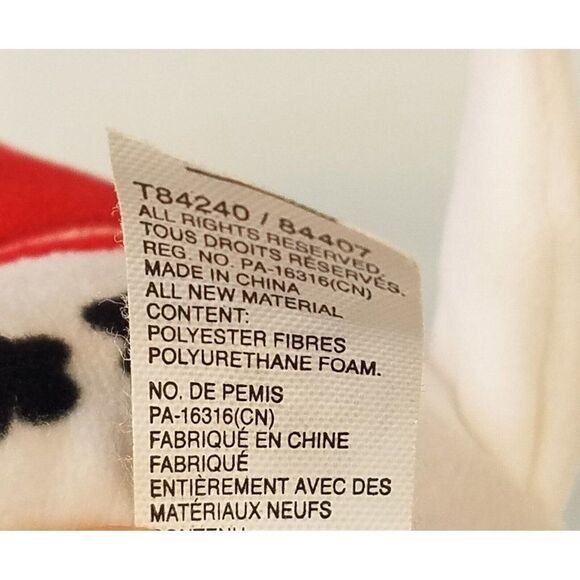 T84240 / 84407
ALL RIGHTS RESERVED.
TOUS DROITS RESERVÉS.
REG. NO. PA-16316(CN)
MADE IN CHINA
ALL NEW MATERIAL
CONTENT:
POLYESTER FIBRES
POLYURETHANE FOAM.
NO. DE PEMIS
PA-16316(CN)
FABRIQUÉ EN CHINE
FABRIQUÉ
ENTIÈREMENT AVEC DES
MATÉRIAUX NEUFS